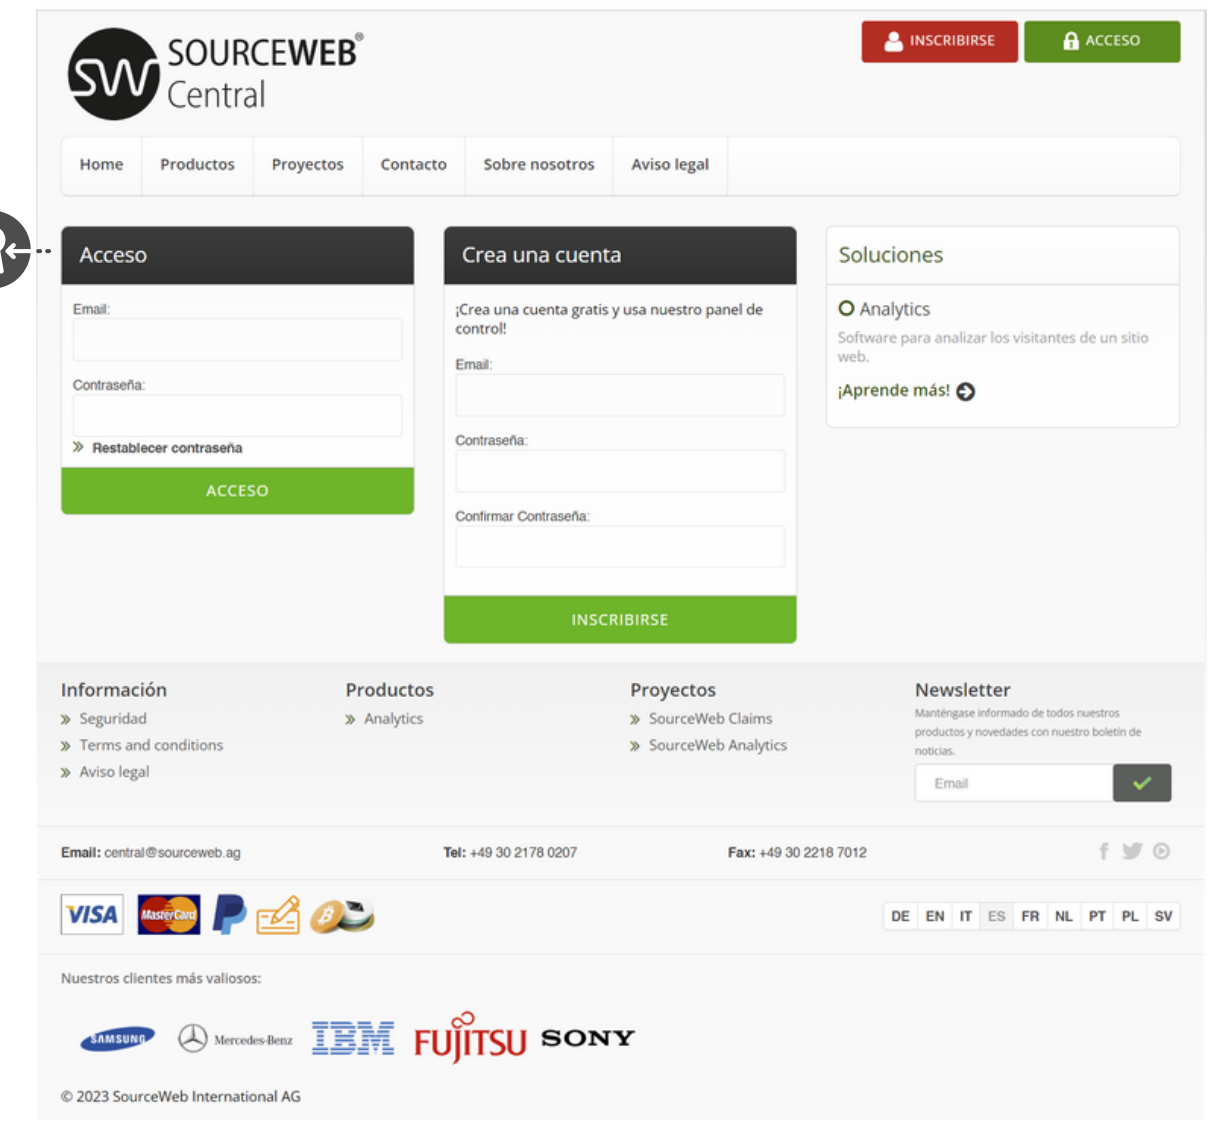 SW SOURCEWEB®
Central
INSCRIBIRSE
ACCESO
Home Productos Proyectos Contacto Sobre nosotros Aviso legal
Acceso
Email:
Contraseña:
Restablecer contraseña
ACCESO
Crea una cuenta
¡Crea una cuenta gratis y usa nuestro panel de
control!
Email:
Contraseña:
Confirmar Contraseña:
INSCRIBIRSE
Soluciones
Analytics
Software para analizar los visitantes de un sitio
web.
¡Aprende más!
Información
Seguridad
Terms and conditions
Aviso legal
Productos
Analytics
Proyectos
SourceWeb Claims
SourceWeb Analytics
Newsletter
Manténgase informado de todos nuestros
productos y novedades con nuestro boletín de
noticias.
Email
Email: central@sourceweb.ag
Tel: +49 30 2178 0207
Fax: +49 30 2218 7012
VISA MasterCard
DE EN IT ES FR NL PT PL SV
Nuestros clientes más valiosos:
SAMSUNG Mercedes-Benz IBM FUJITSU SONY
© 2023 SourceWeb International AG